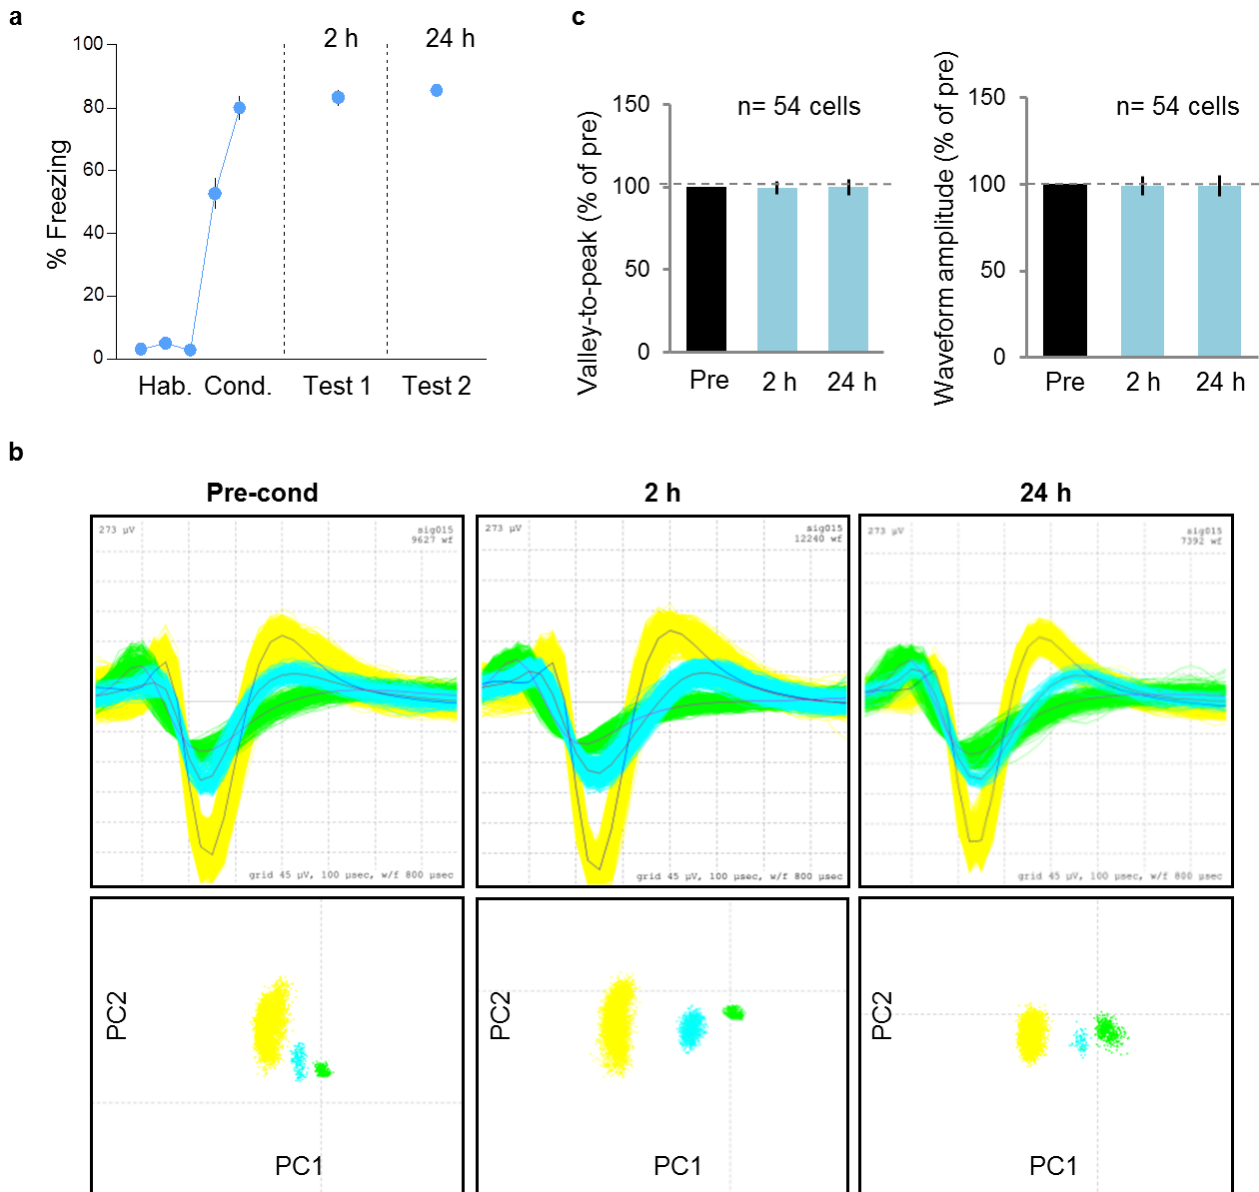 a
100
80
60
40
20
0
% Freezing
2 h
24 h
Hab. Cond. Test 1 Test 2
c
150
100
50
0
Valley-to-peak (% of pre)
n= 54 cells
Pre 2 h 24 h
150
100
50
0
Waveform amplitude (% of pre)
n= 54 cells
Pre 2 h 24 h
b
Pre-cond
2 h
24 h
273 µV
sig015
9627 wf
grid 45 µV, 100 µsec, w/f 800 µsec
273 µV
sig015
12240 wf
grid 45 µV, 100 µsec, w/f 800 µsec
273 µV
sig015
7392 wf
grid 45 µV, 100 µsec, w/f 800 µsec
PC2
PC1
PC2
PC1
PC2
PC1